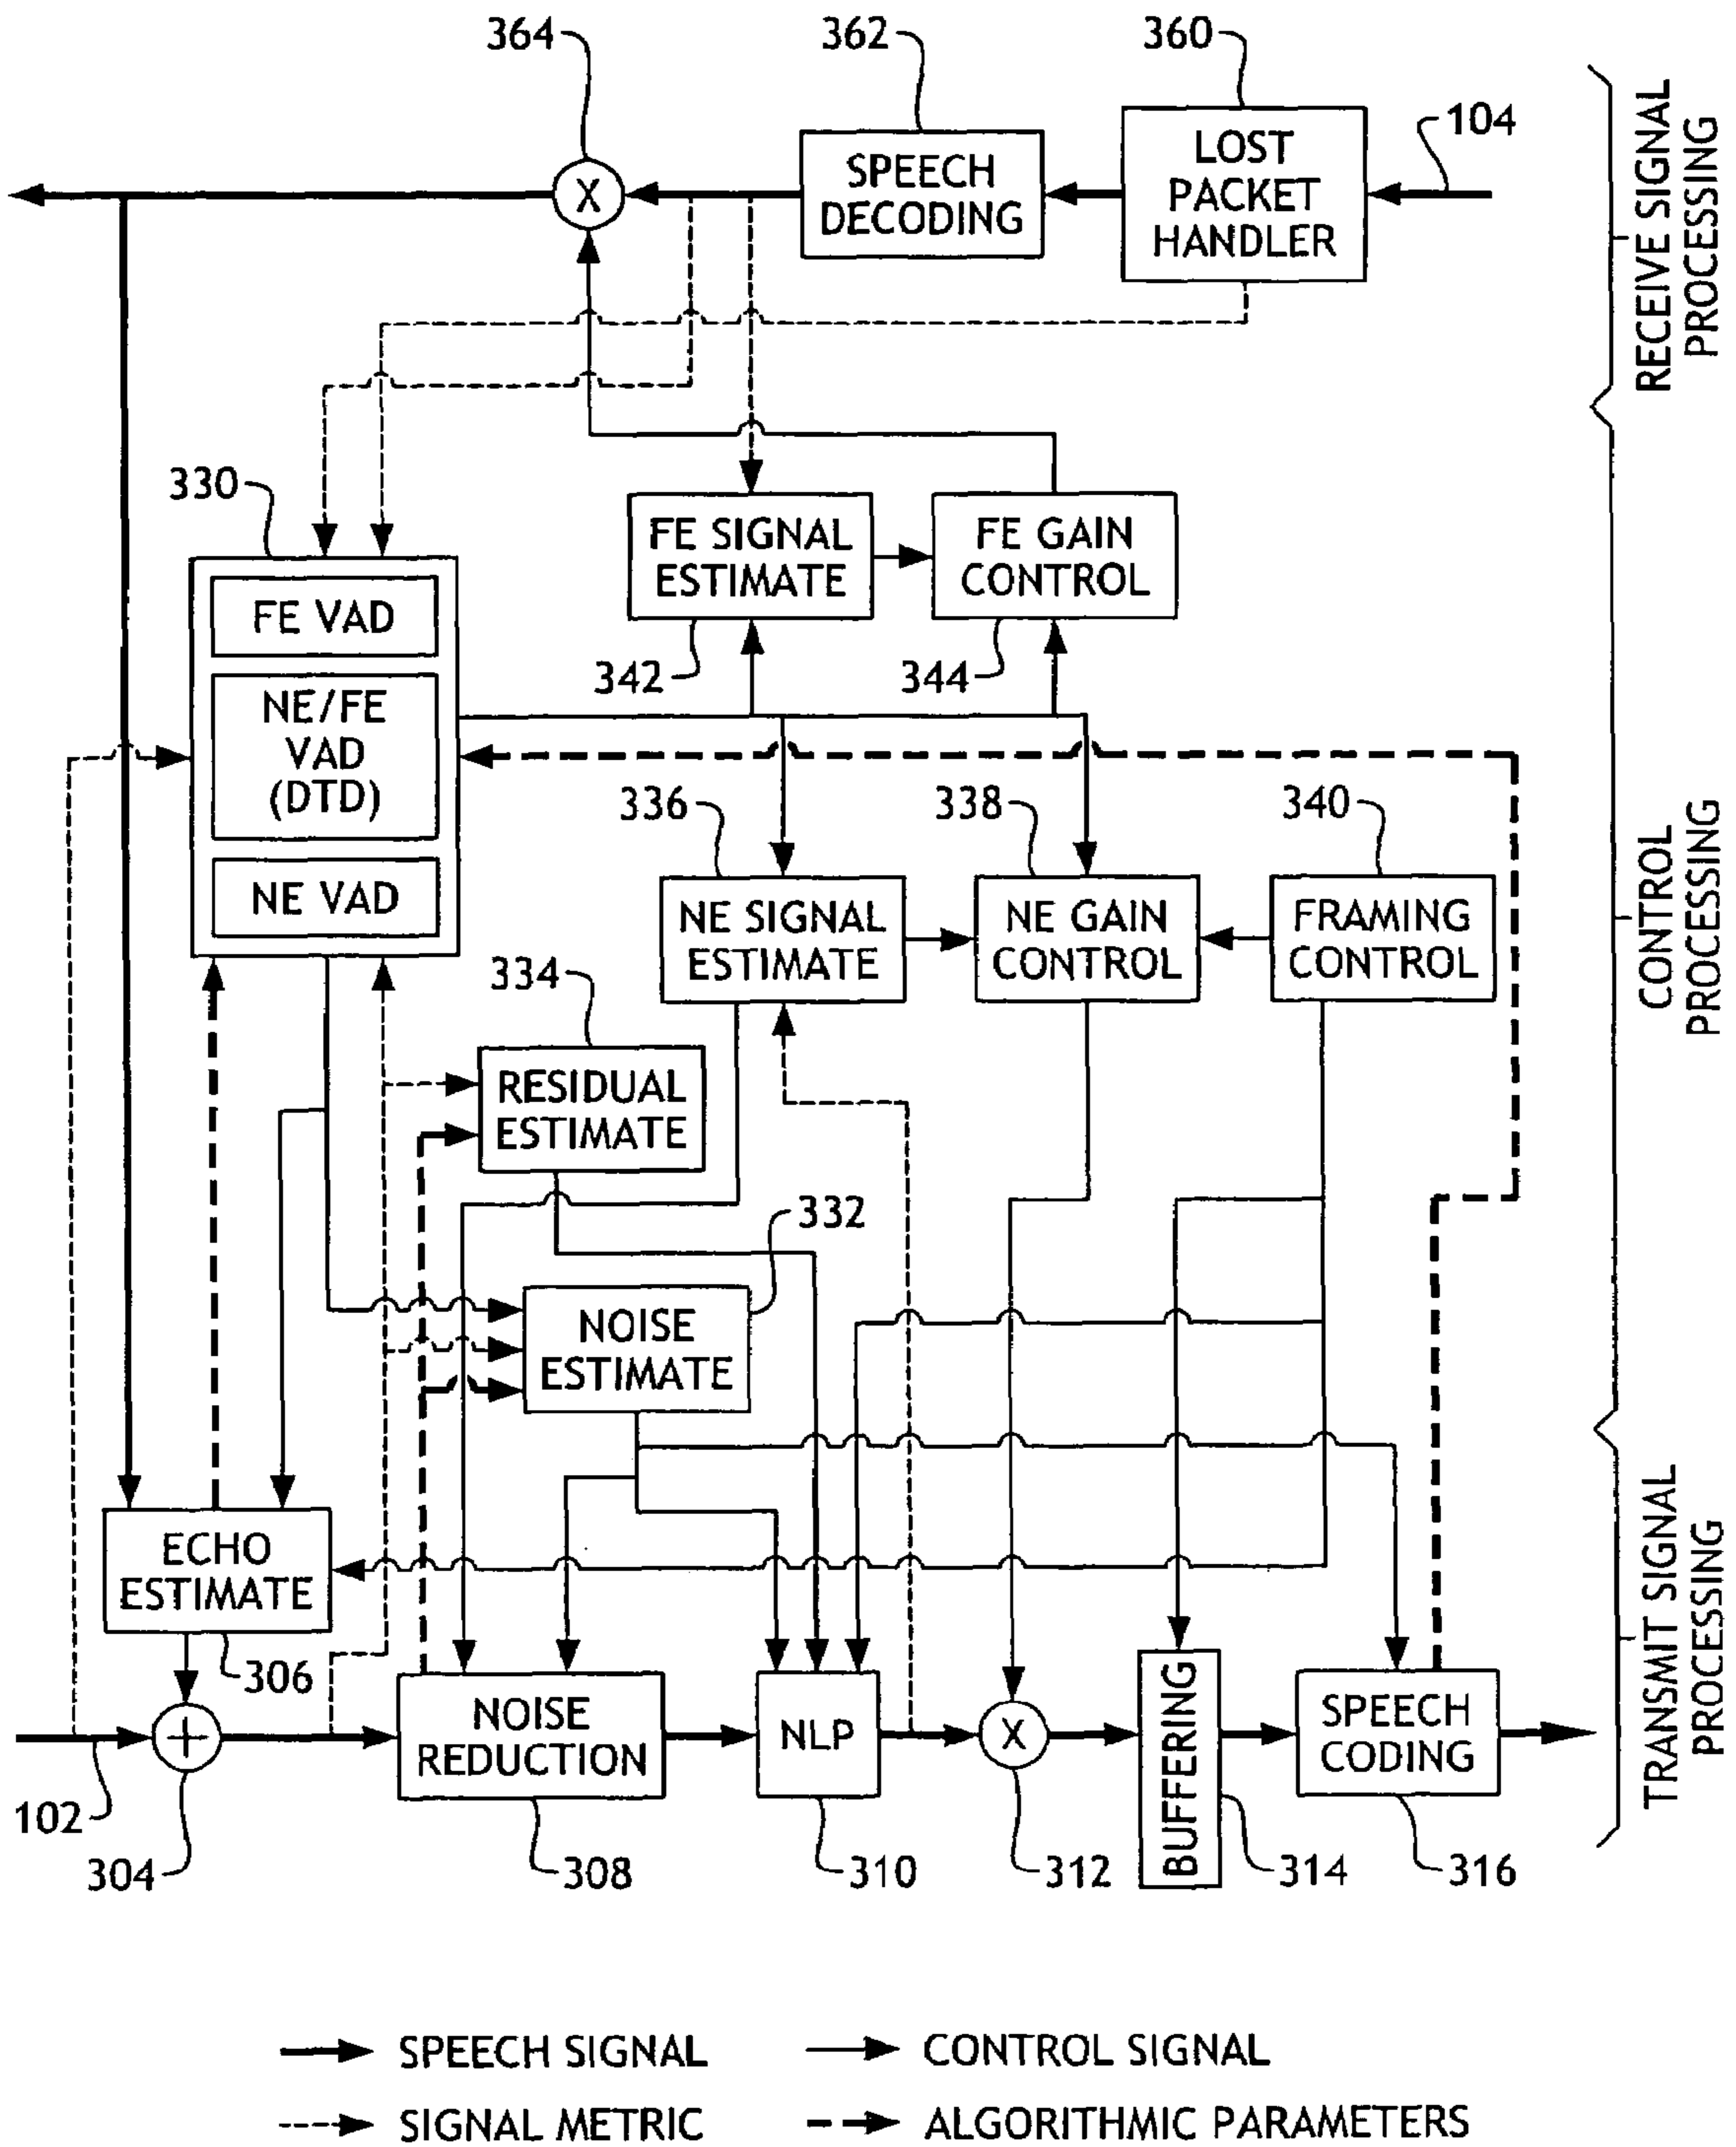 364
362
360
LOST
PACKET
HANDLER
104
SPEECH
DECODING
X
RECEIVE SIGNAL
PROCESSING
330
FE VAD
NE/FE
VAD
(DTD)
NE VAD
FE SIGNAL
ESTIMATE
FE GAIN
CONTROL
342
344
336
338
340
NE SIGNAL
ESTIMATE
NE GAIN
CONTROL
FRAMING
CONTROL
CONTROL
PROCESSING
334
RESIDUAL
ESTIMATE
332
NOISE
ESTIMATE
ECHO
ESTIMATE
306
+
102
304
NOISE
REDUCTION
308
NLP
310
X
312
BUFFERING
314
SPEECH
CODING
316
TRANSMIT SIGNAL
PROCESSING
SPEECH SIGNAL
CONTROL SIGNAL
SIGNAL METRIC
ALGORITHMIC PARAMETERS